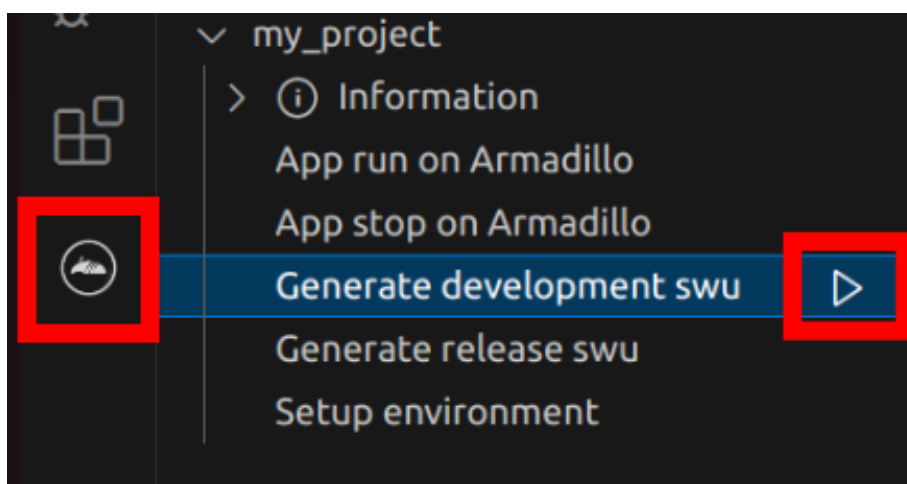 my_project
Information
App run on Armadillo
App stop on Armadillo
Generate development swu
Generate release swu
Setup environment